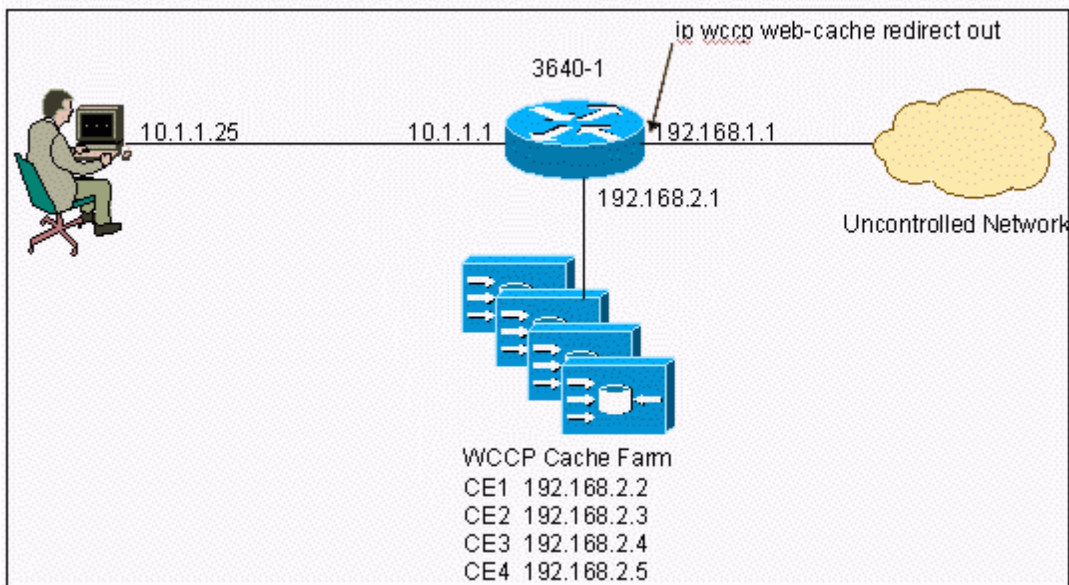 ip wccp web-cache redirect out
3640-1
10.1.1.25
10.1.1.1
192.168.1.1
192.168.2.1
Uncontrolled Network
WCCP Cache Farm
CE1 192.168.2.2
CE2 192.168.2.3
CE3 192.168.2.4
CE4 192.168.2.5